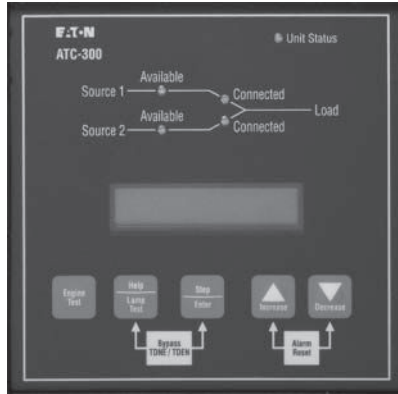 EATON
Unit Status
ATC-300
Available
Source 1
Connected
Load
Available
Connected
Source 2
Engine
Test
Help
Lamp
Test
Step
Enter
Increase
Decrease
Bypass
TDNE / TDEN
Alarm
Reset